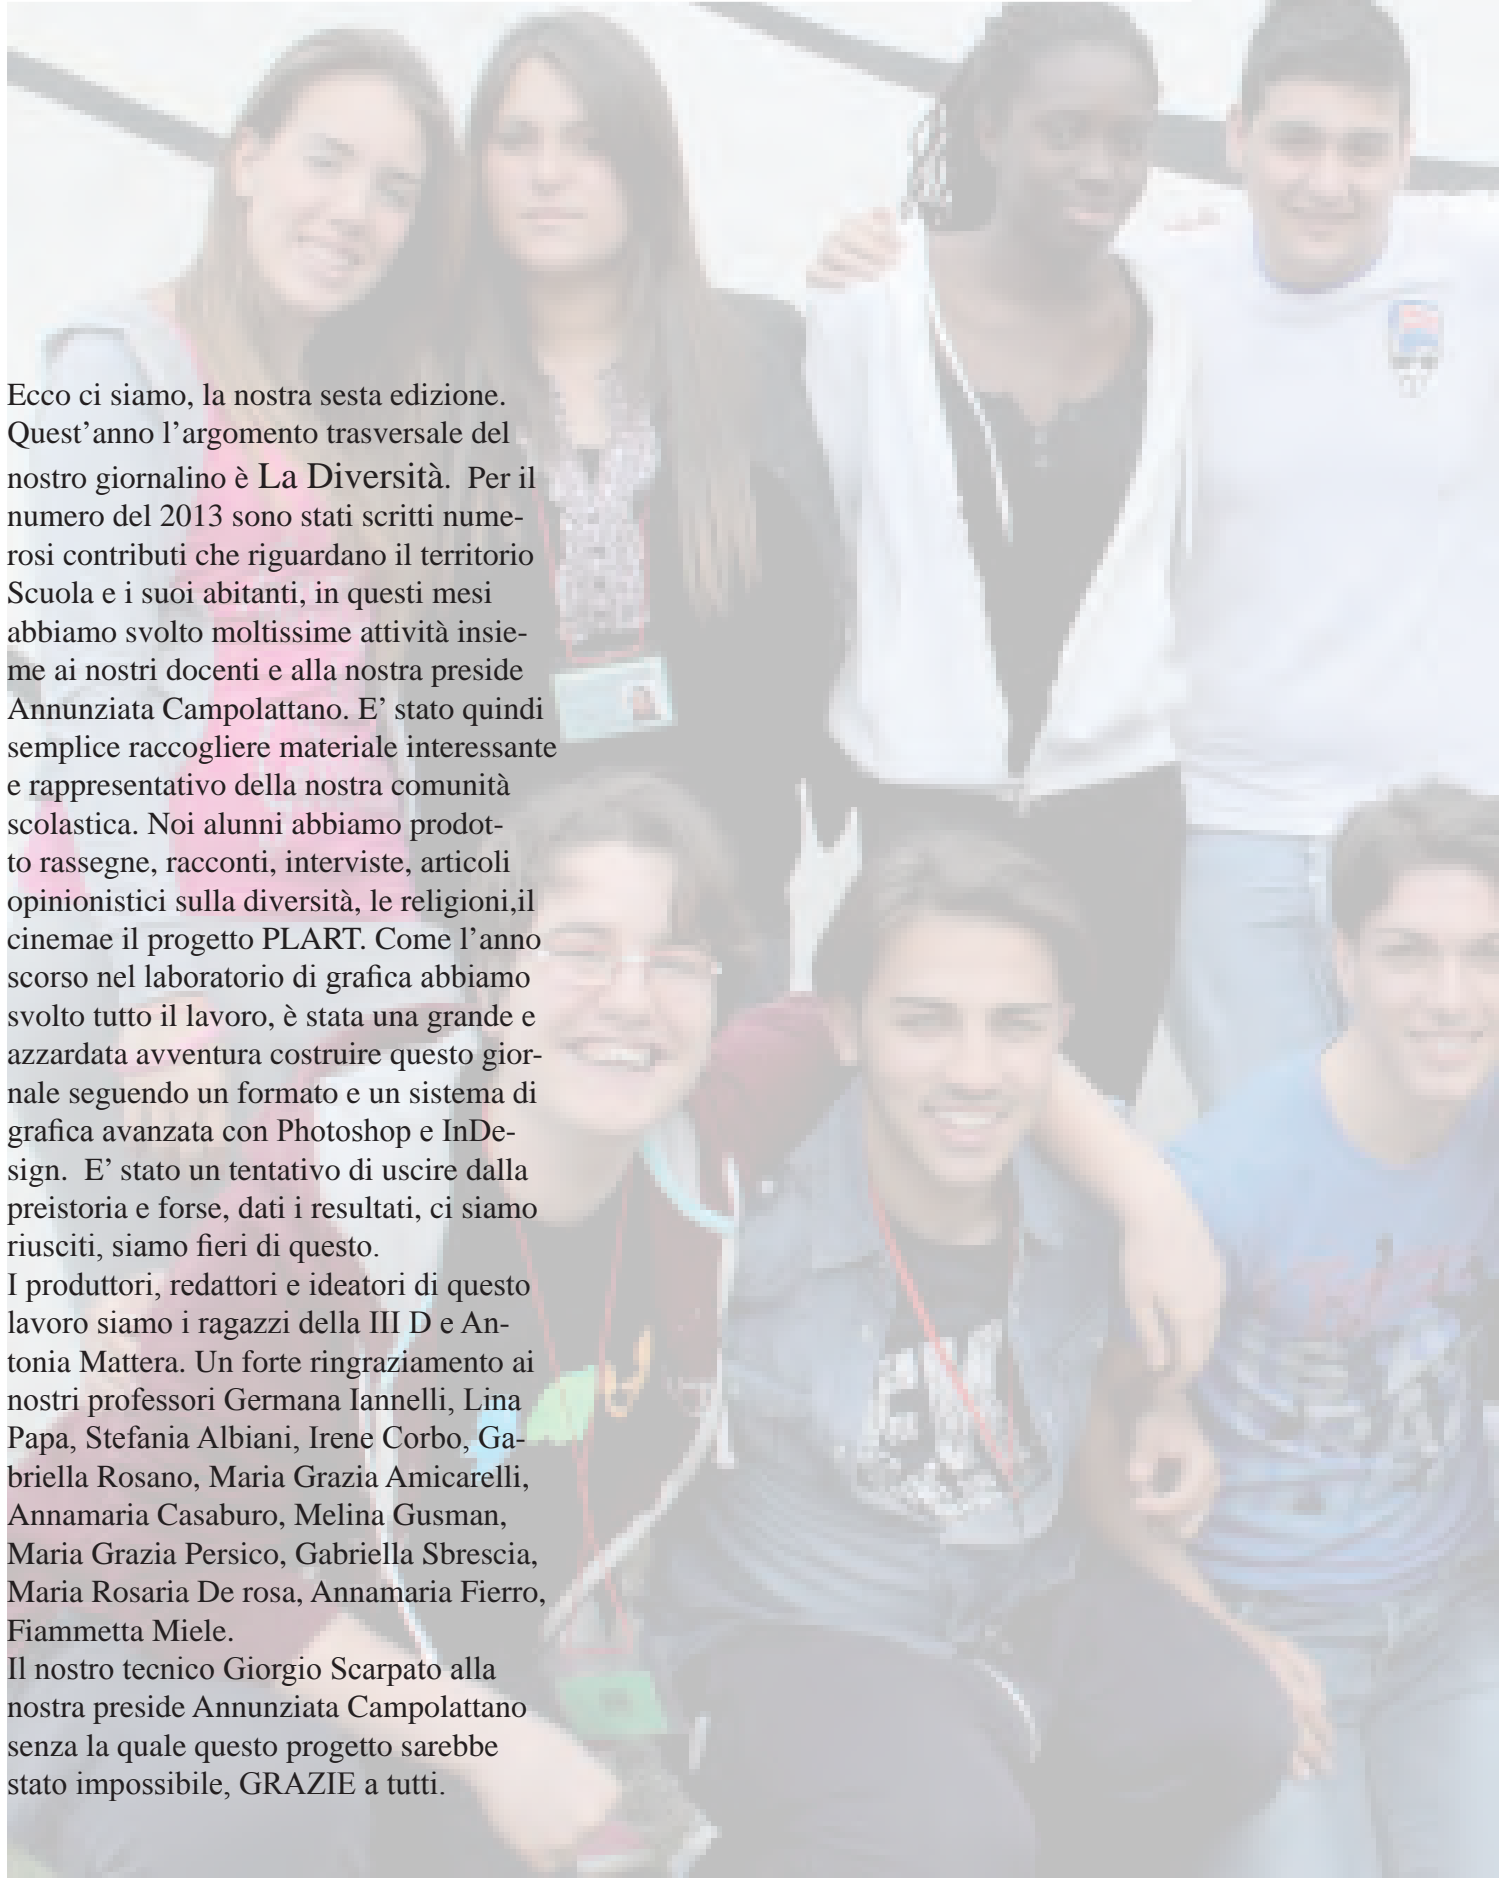 Ecco ci siamo, la nostra sesta edizione.
Quest’anno l’argomento trasversale del
nostro giornalino è La Diversità.  Per il
numero del 2013 sono stati scritti nume-
rosi contributi che riguardano il territorio
Scuola e i suoi abitanti, in questi mesi
abbiamo svolto moltissime attività insie-
me ai nostri docenti e alla nostra preside
Annunziata Campolattano. E’ stato quindi
semplice raccogliere materiale interessante
e rappresentativo della nostra comunità
scolastica. Noi alunni abbiamo prodot-
to rassegne, racconti, interviste, articoli
opinionistici sulla diversità, le religioni,il
cinemae il progetto PLART. Come l’anno
scorso nel laboratorio di grafica abbiamo
svolto tutto il lavoro, è stata una grande e
azzardata avventura costruire questo gior-
nale seguendo un formato e un sistema di
grafica avanzata con Photoshop e InDe-
sign.  E’ stato un tentativo di uscire dalla
preistoria e forse, dati i resultati, ci siamo
riusciti, siamo fieri di questo.
I produttori, redattori e ideatori di questo
lavoro siamo i ragazzi della III D e An-
tonia Mattera. Un forte ringraziamento ai
nostri professori Germana Iannelli, Lina
Papa, Stefania Albiani, Irene Corbo, Ga-
briella Rosano, Maria Grazia Amicarelli,
Annamaria Casaburo, Melina Gusman,
Maria Grazia Persico, Gabriella Sbrescia,
Maria Rosaria De rosa, Annamaria Fierro,
Fiammetta Miele.
Il nostro tecnico Giorgio Scarpato alla
nostra preside Annunziata Campolattano
senza la quale questo progetto sarebbe
stato impossibile, GRAZIE a tutti.